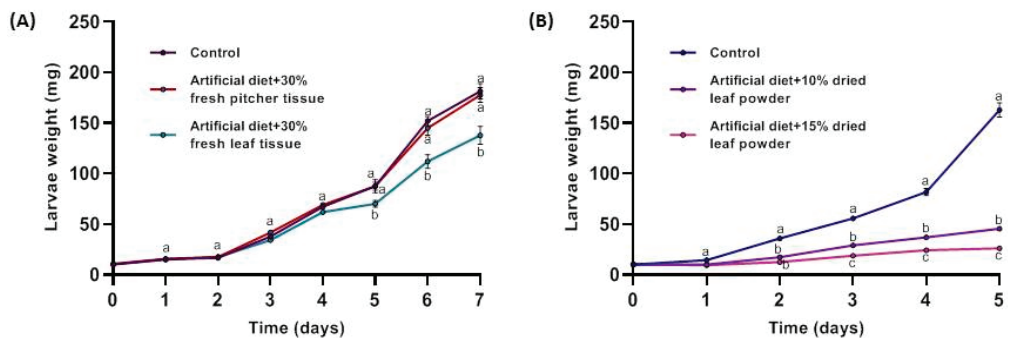 (A)
250
200
150
100
50
0
Larvae weight (mg)
Control
Artificial diet+30%
fresh pitcher tissue
Artificial diet+30%
fresh leaf tissue
a
a
a
a
a
a
b
a
a
b
a
a
b
0 1 2 3 4 5 6 7
Time (days)
(B)
250
200
150
100
50
0
Larvae weight (mg)
Control
Artificial diet+10% dried
leaf powder
Artificial diet+15% dried
leaf powder
a
a
b
b
a
b
c
a
b
c
a
b
c
0 1 2 3 4 5
Time (days)